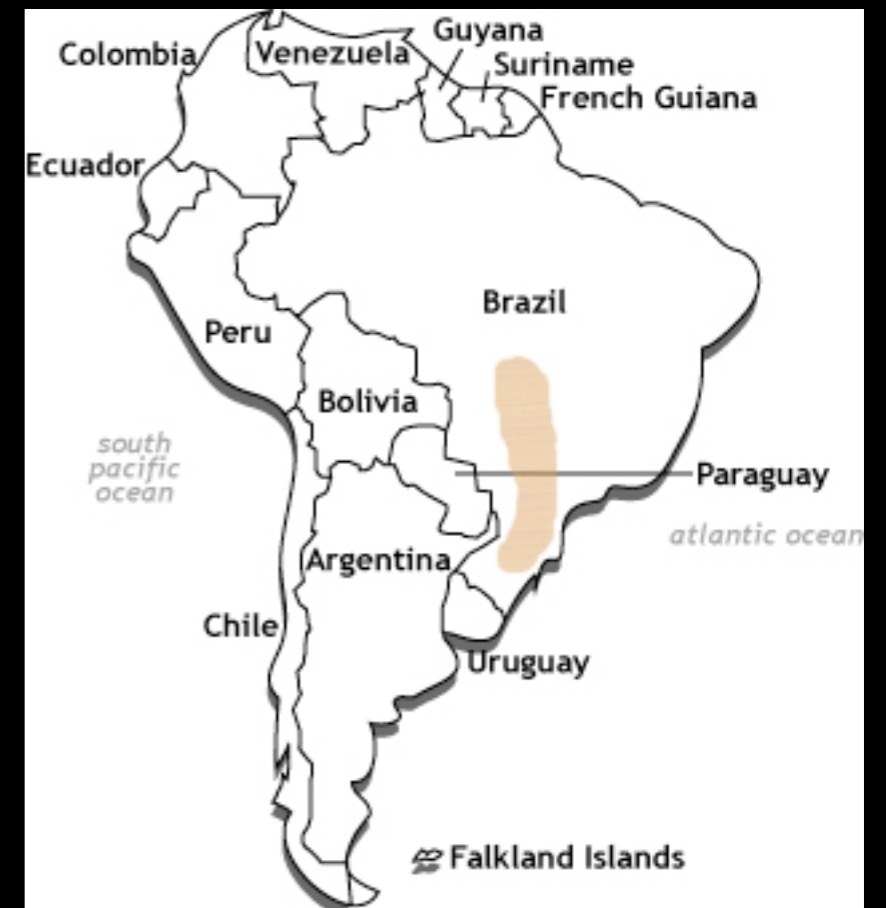 Guyana
Colombia
Venezuela
Suriname
French Guiana
Ecuador
Brazil
Peru
Bolivia
south
pacific
ocean
Paraguay
atlantic ocean
Argentina
Chile
Uruguay
Falkland Islands